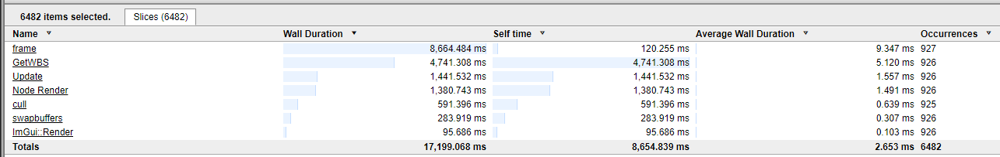 6482 items selected. Slices (6482)
Name Wall Duration Self time Average Wall Duration Occurrences
frame 8,664.484 ms 120.255 ms 9.347 ms 927
GetWBS 4,741.308 ms 4,741.308 ms 5.120 ms 926
Update 1,441.532 ms 1,441.532 ms 1.557 ms 926
Node Render 1,380.743 ms 1,380.743 ms 1.491 ms 926
cull 591.396 ms 591.396 ms 0.639 ms 925
swapbuffers 283.919 ms 283.919 ms 0.307 ms 926
ImGui::Render 95.686 ms 95.686 ms 0.103 ms 926
Totals 17,199.068 ms 8,654.839 ms 2.653 ms 6482